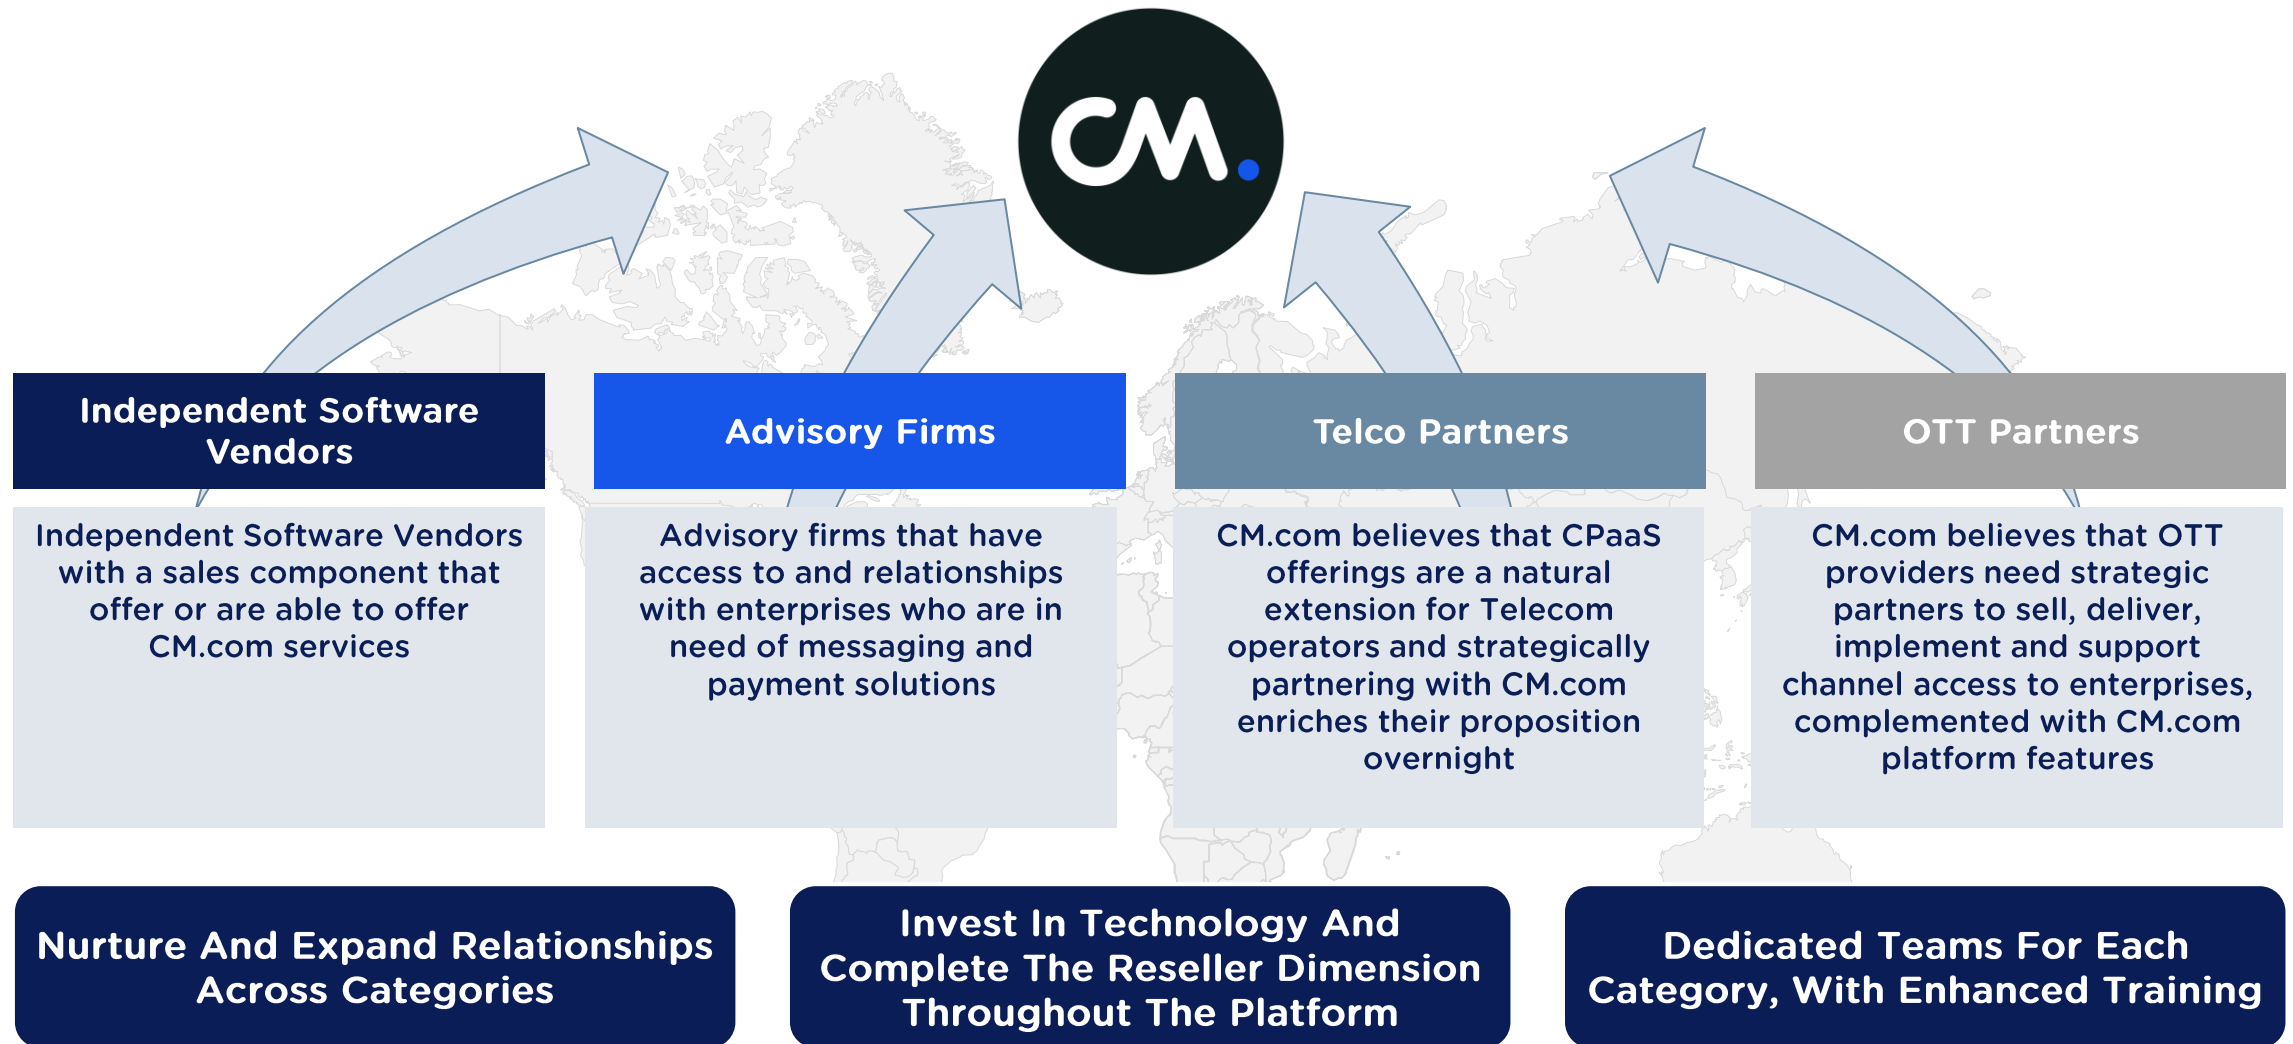 CM.
Independent Software
Vendors
Advisory Firms
Telco Partners
OTT Partners
Independent Software Vendors
with a sales component that
offer or are able to offer
CM.com services
Advisory firms that have
access to and relationships
with enterprises who are in
need of messaging and
payment solutions
CM.com believes that CPaaS
offerings are a natural
extension for Telecom
operators and strategically
partnering with CM.com
enriches their proposition
overnight
CM.com believes that OTT
providers need strategic
partners to sell, deliver,
implement and support
channel access to enterprises,
complemented with CM.com
platform features
Nurture And Expand Relationships
Across Categories
Invest In Technology And
Complete The Reseller Dimension
Throughout The Platform
Dedicated Teams For Each
Category, With Enhanced Training